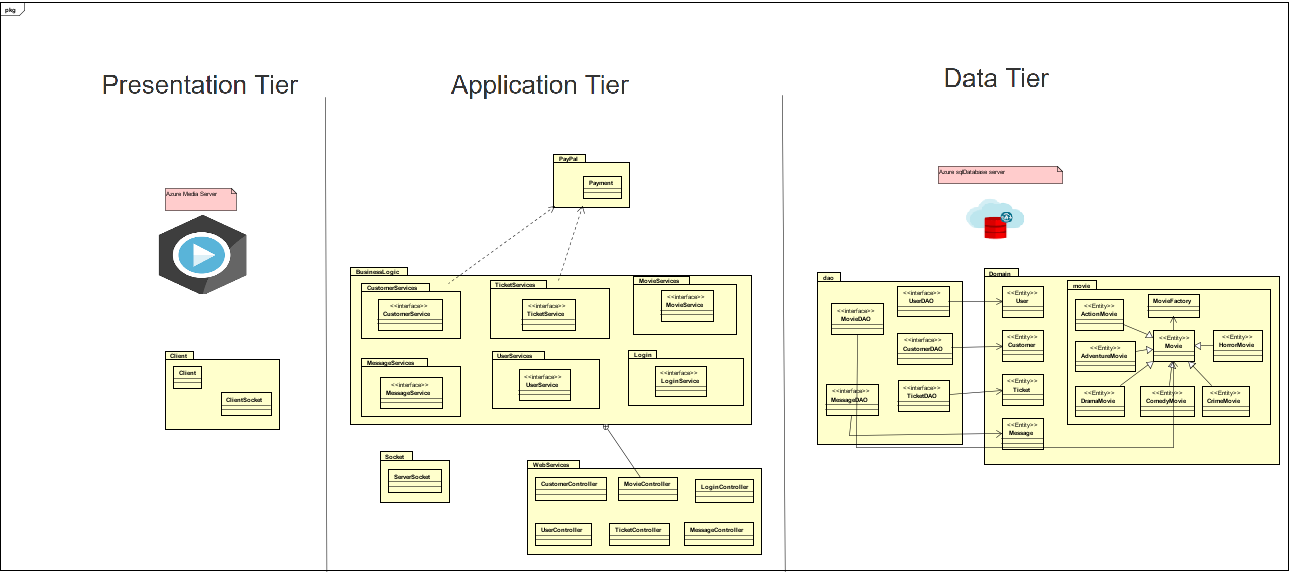 pkg
Presentation Tier
Application Tier
Data Tier
Azure Media Server
Client
Client
ClientSocket
PayPal
Payment
BusinessLogic
CustomerServices
<<interface>>
CustomerService
TicketServices
<<interface>>
TicketService
MovieServices
<<interface>>
MovieService
MessageServices
<<interface>>
MessageService
UserServices
<<interface>>
UserService
Login
<<interface>>
LoginService
Socket
ServerSocket
WebServices
CustomerController
MovieController
LoginController
UserController
TicketController
MessageController
Azure sqlDatabase server
dao
<<interface>>
UserDAO
<<interface>>
MovieDAO
<<interface>>
CustomerDAO
<<interface>>
MessageDAO
<<interface>>
TicketDAO
Domain
<<Entity>>
User
<<Entity>>
Customer
<<Entity>>
Ticket
<<Entity>>
Message
movie
<<Entity>>
ActionMovie
MovieFactory
<<Entity>>
AdventureMovie
<<Entity>>
Movie
<<Entity>>
HorrorMovie
<<Entity>>
DramaMovie
<<Entity>>
ComedyMovie
<<Entity>>
CrimeMovie